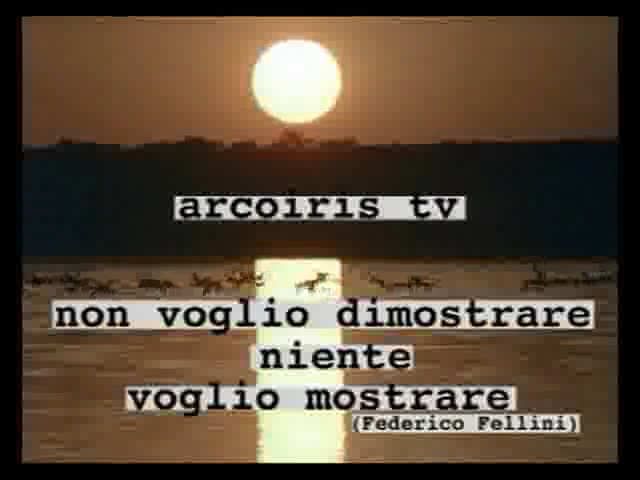 arcoiris tv
non voglio dimostrare
niente
voglio mostrare
(Federico Fellini)